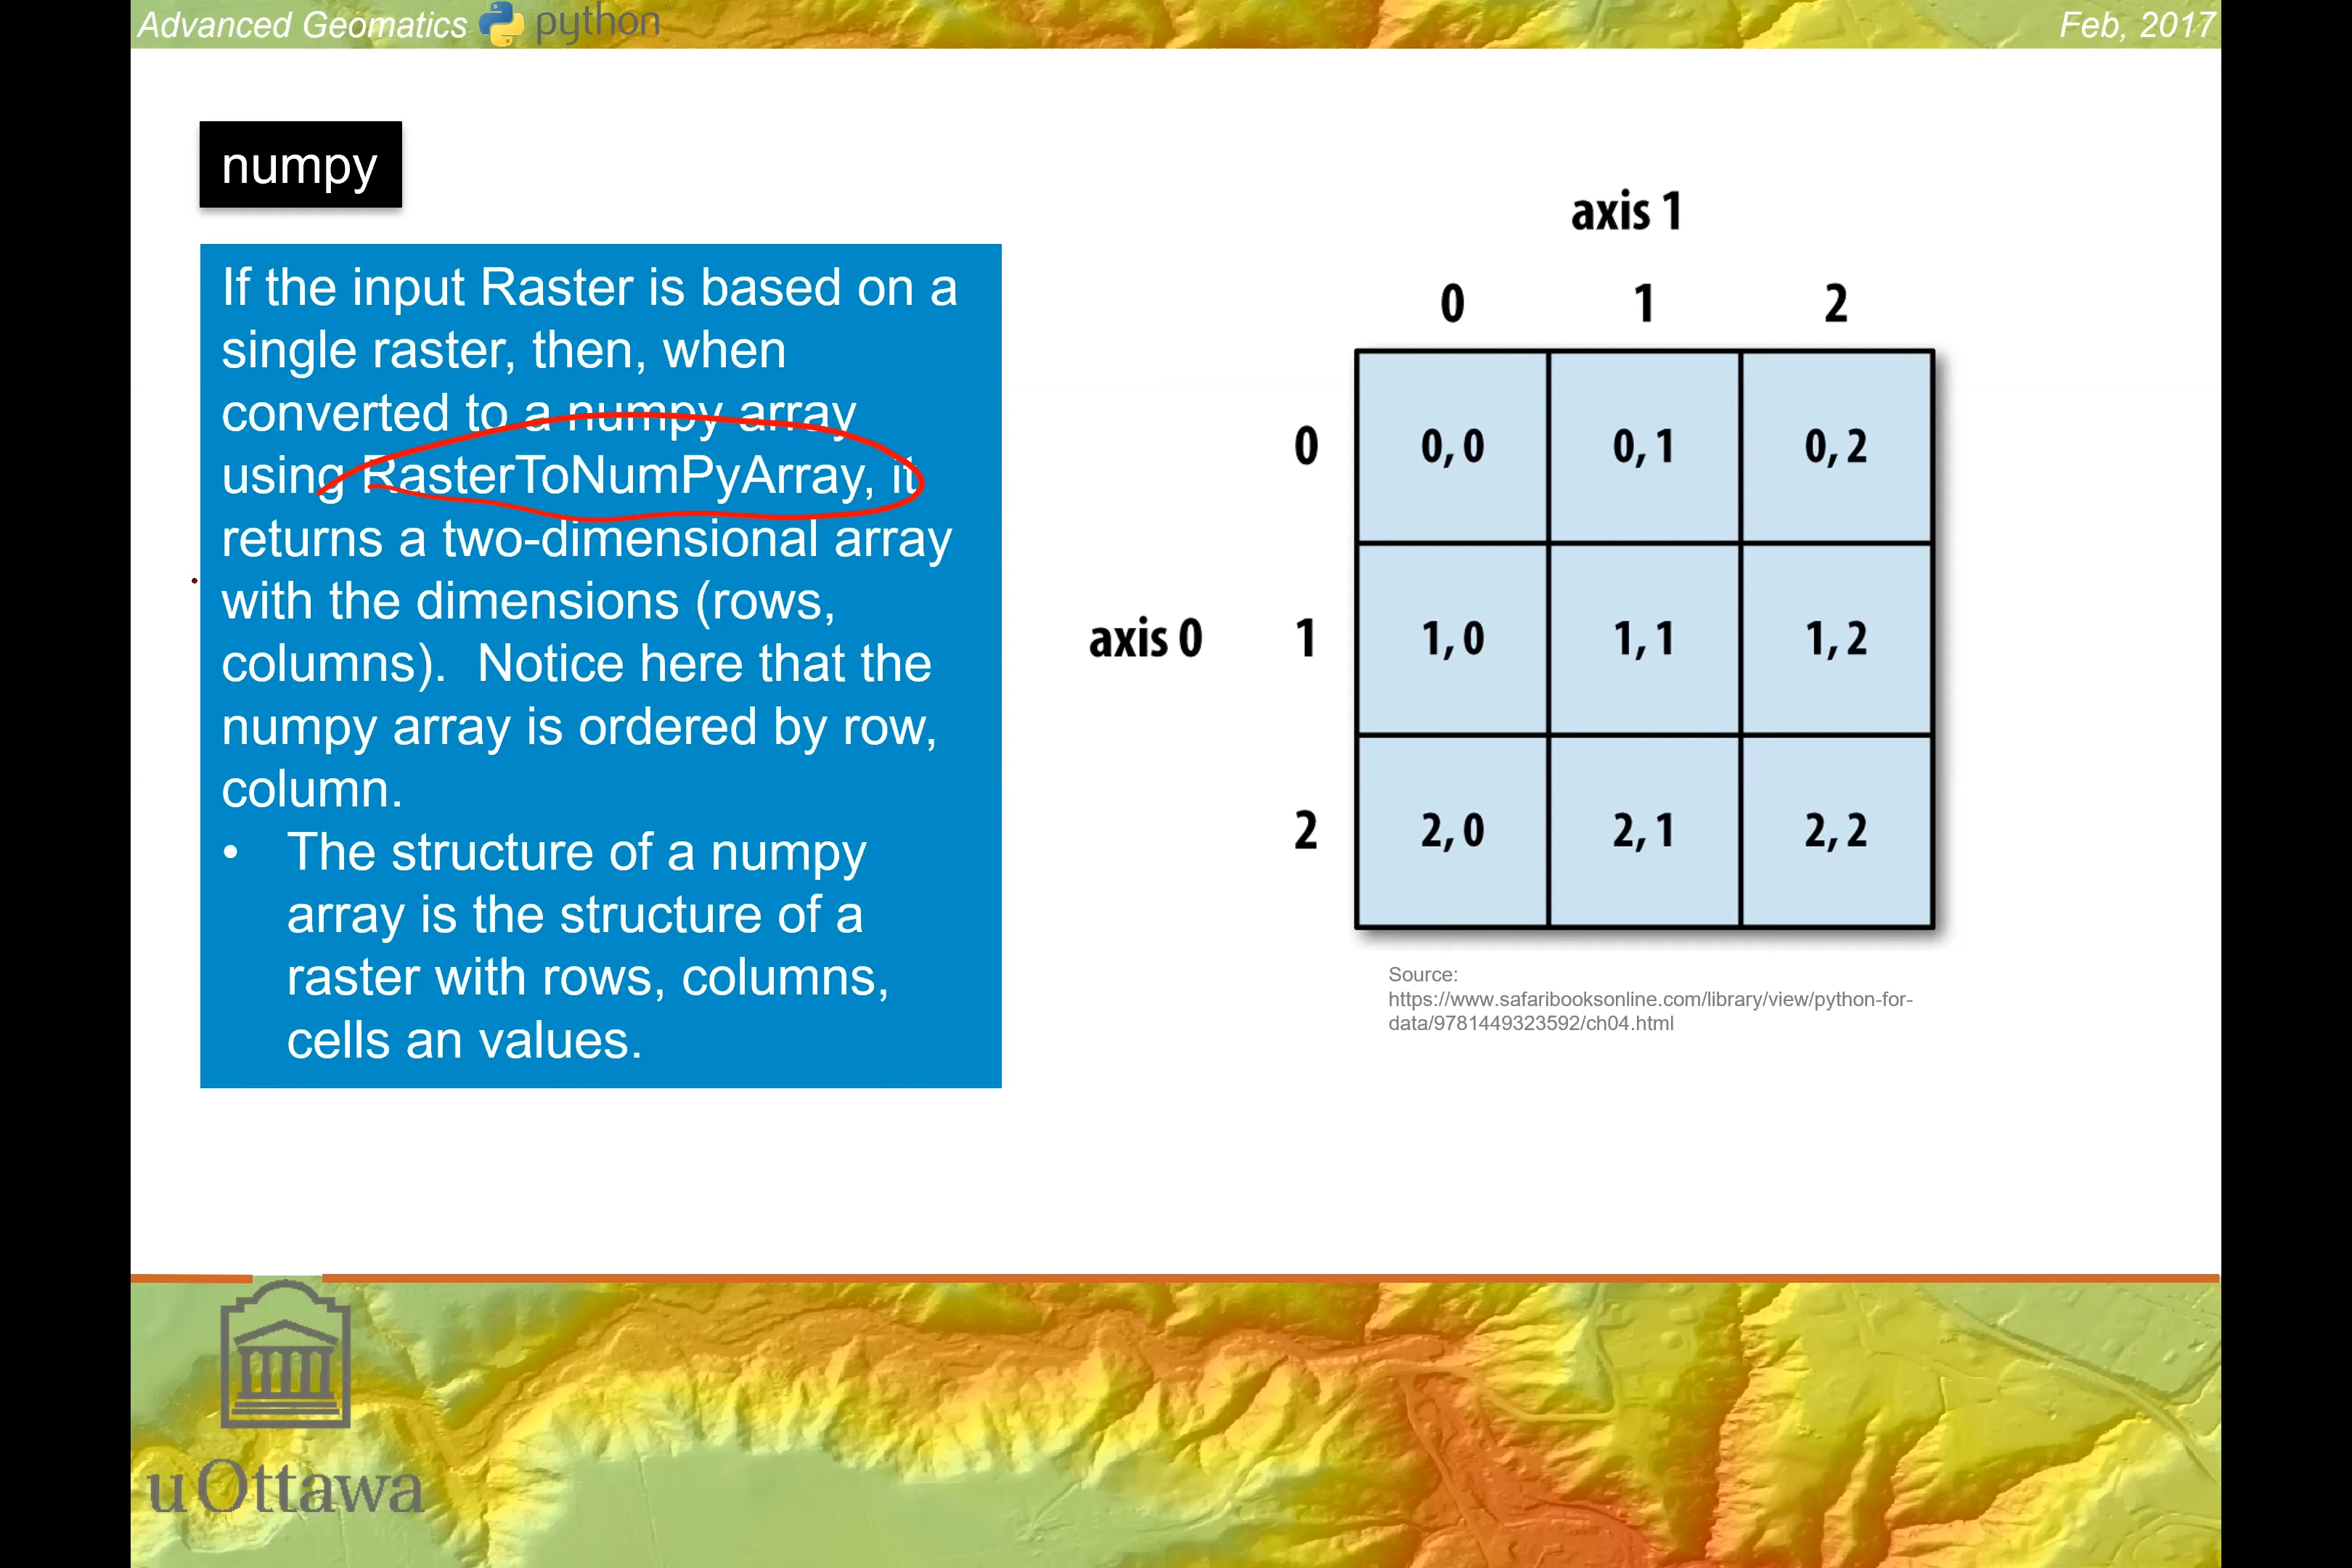 Advanced Geomatics python™
Feb, 2017
numpy
If the input Raster is based on a
single raster, then, when
converted to a numpy array
using RasterToNumPyArray, it
returns a two-dimensional array
with the dimensions (rows,
columns).  Notice here that the
numpy array is ordered by row,
column.
• The structure of a numpy
array is the structure of a
raster with rows, columns,
cells an values.
axis 1
0 1 2
0 0, 0 0, 1 0, 2
axis 0 1 1, 0 1, 1 1, 2
2 2, 0 2, 1 2, 2
Source:
https://www.safaribooksonline.com/library/view/python-for-
data/9781449323592/ch04.html
uOttawa